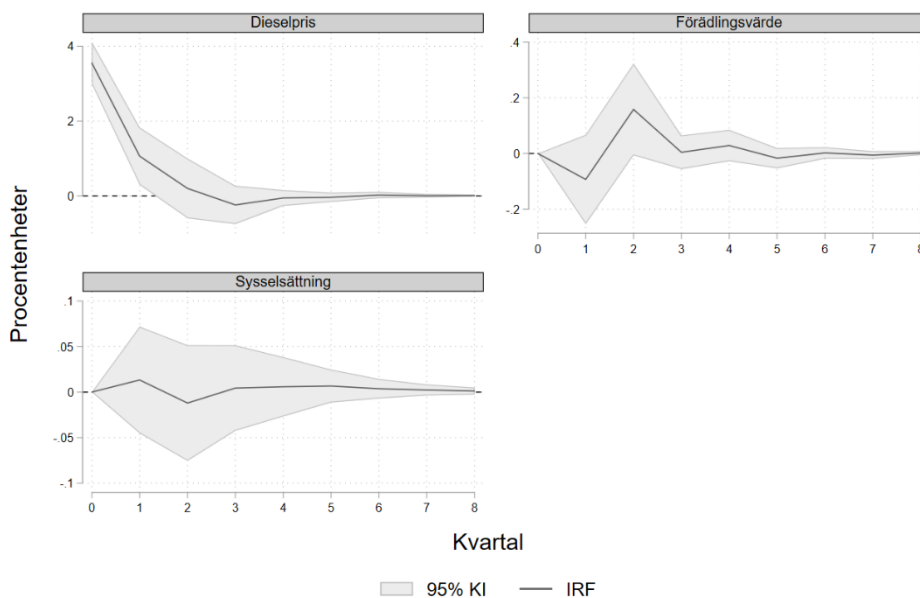 Dieselpris
4
2
0
Förädlingsvärde
.4
.2
0
-.2
0 1 2 3 4 5 6 7 8
Sysselsättning
.1
.05
0
-.05
-.1
0 1 2 3 4 5 6 7 8
Procentenheter
Kvartal
95% KI IRF